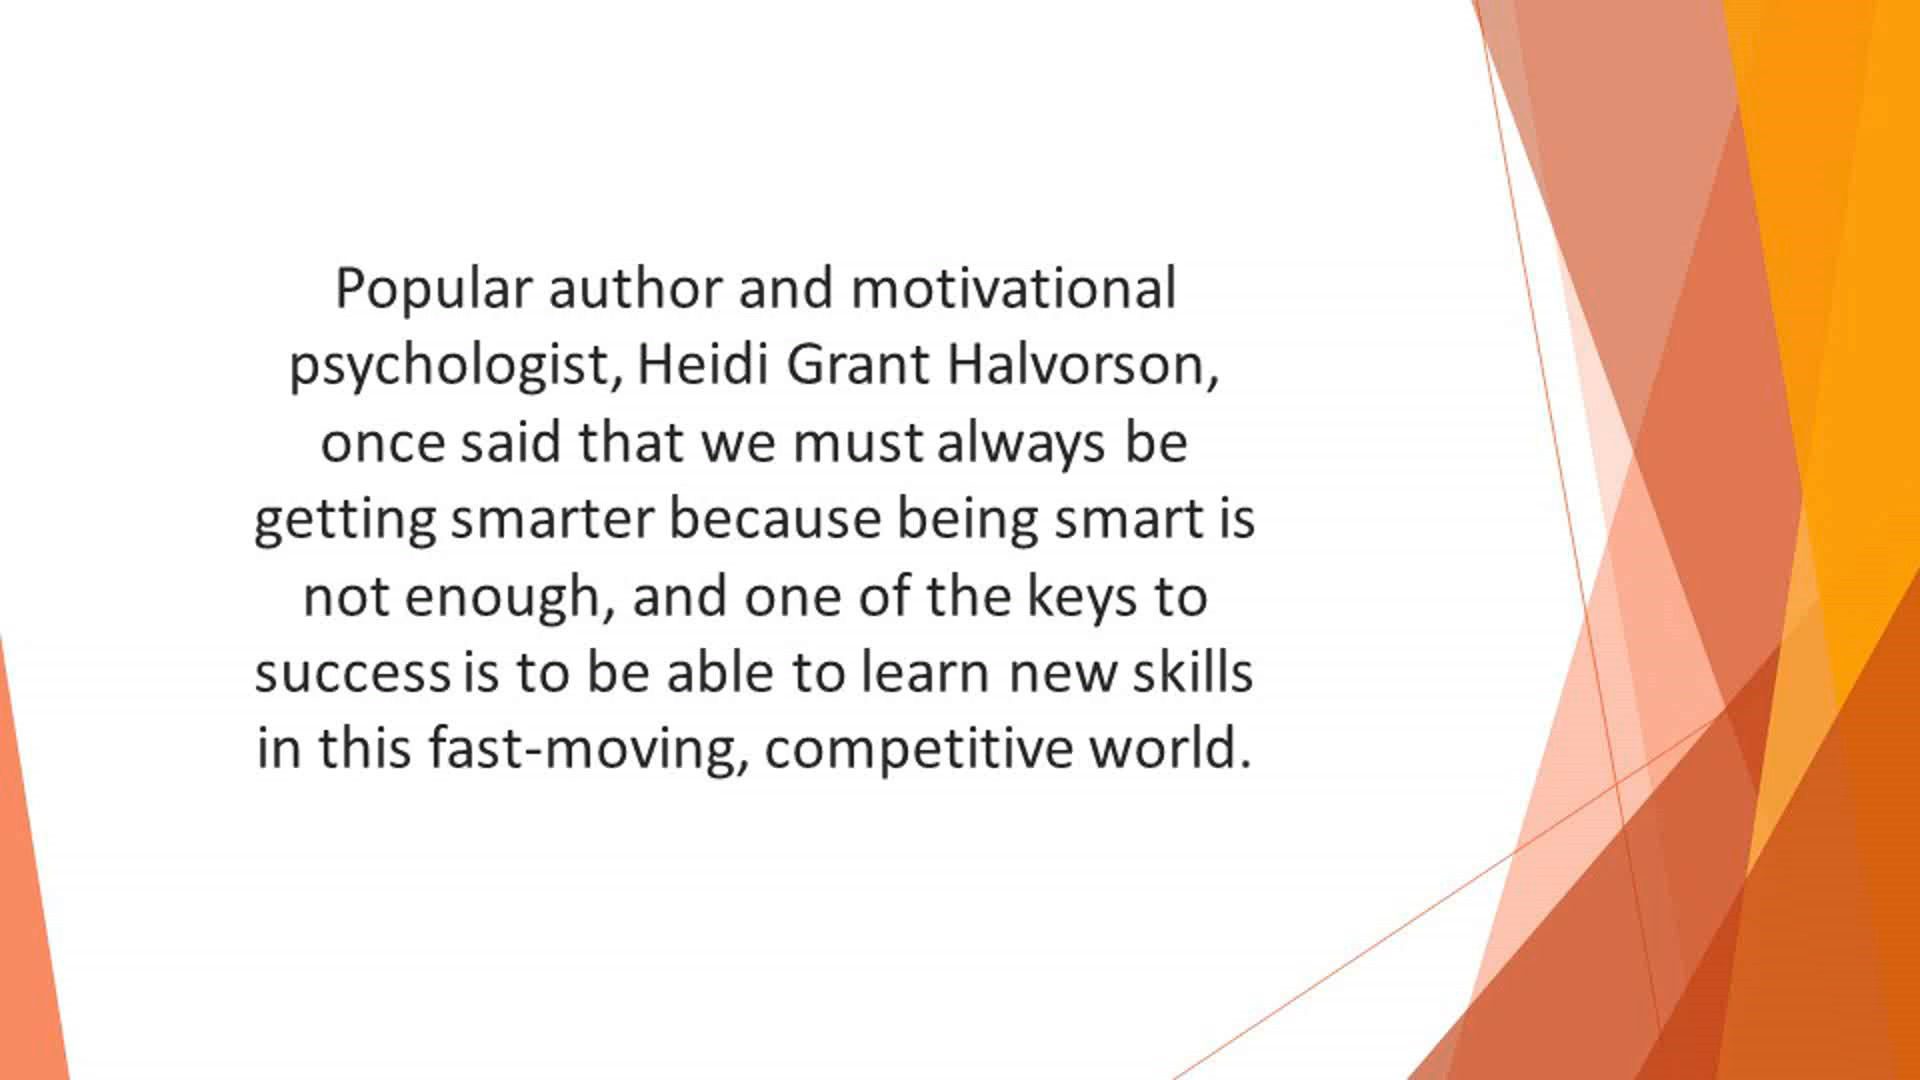 Popular author and motivational
psychologist, Heidi Grant Halvorson,
once said that we must always be
getting smarter because being smart is
not enough, and one of the keys to
success is to be able to learn new skills
in this fast-moving, competitive world.